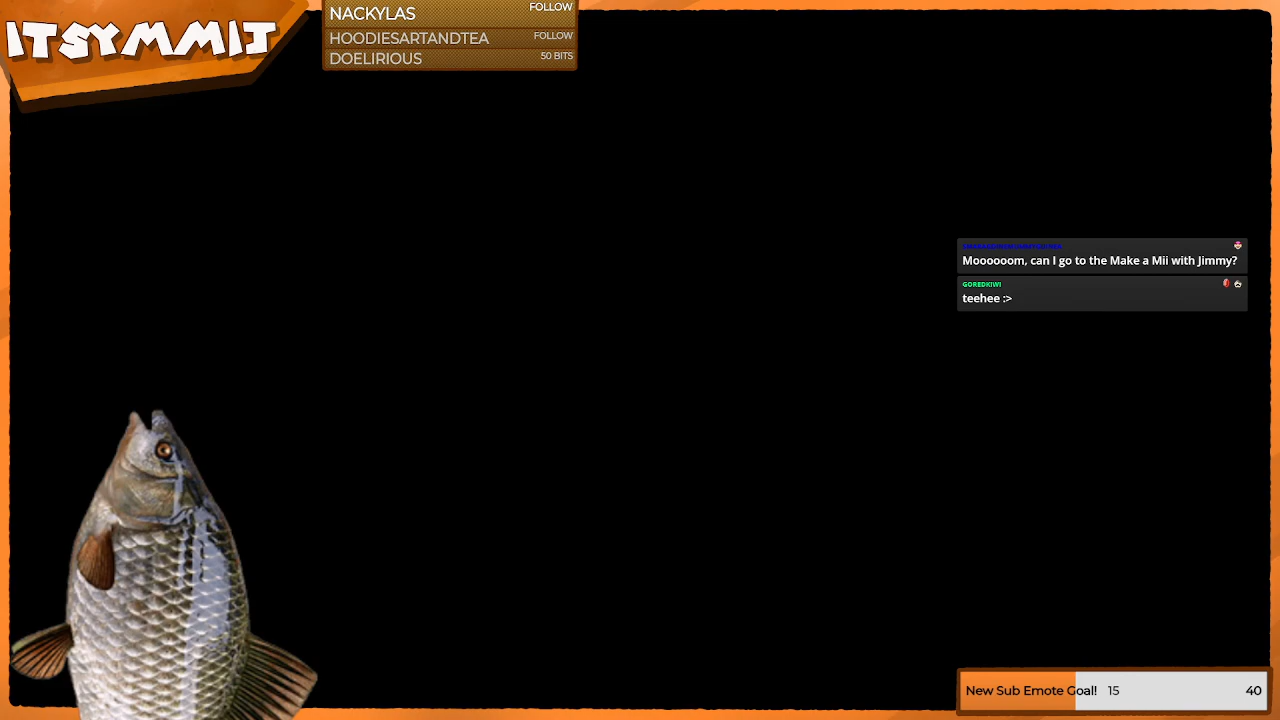 ITSYMMIJ
NACKYLAS FOLLOW
HOODIESARTANDTEA FOLLOW
DOELIRIOUS 50 BITS
Moooooom, can I go to the Make a Mii with Jimmy?
GOREDKIWI
teehee :>
New Sub Emote Goal! 15 40